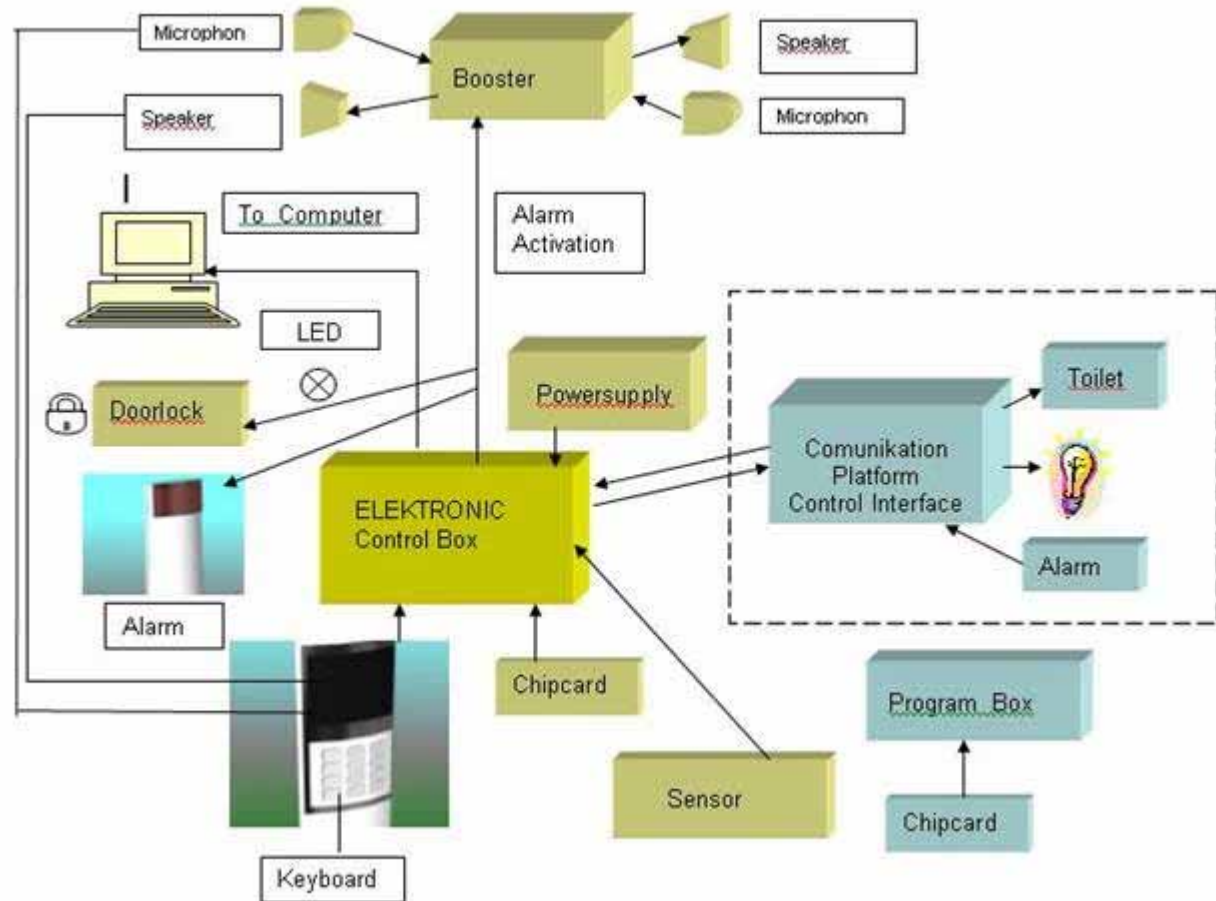 Microphon
Speaker
Booster
Speaker
Microphon
To Computer
Alarm
Activation
LED
Doorlock
Powersupply
Toilet
Comunikation
Platform
Control Interface
ELEKTRONIC
Control Box
Alarm
Alarm
Chipcard
Program Box
Sensor
Chipcard
Keyboard